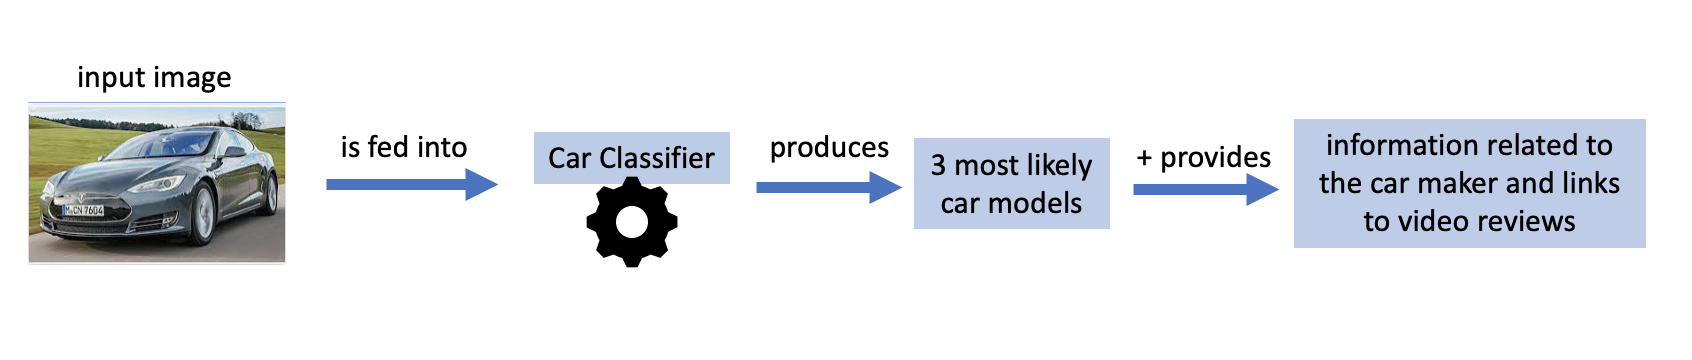 input image
is fed into
Car Classifier
produces
3 most likely
car models
+ provides
information related to
the car maker and links
to video reviews
M·CN 7604